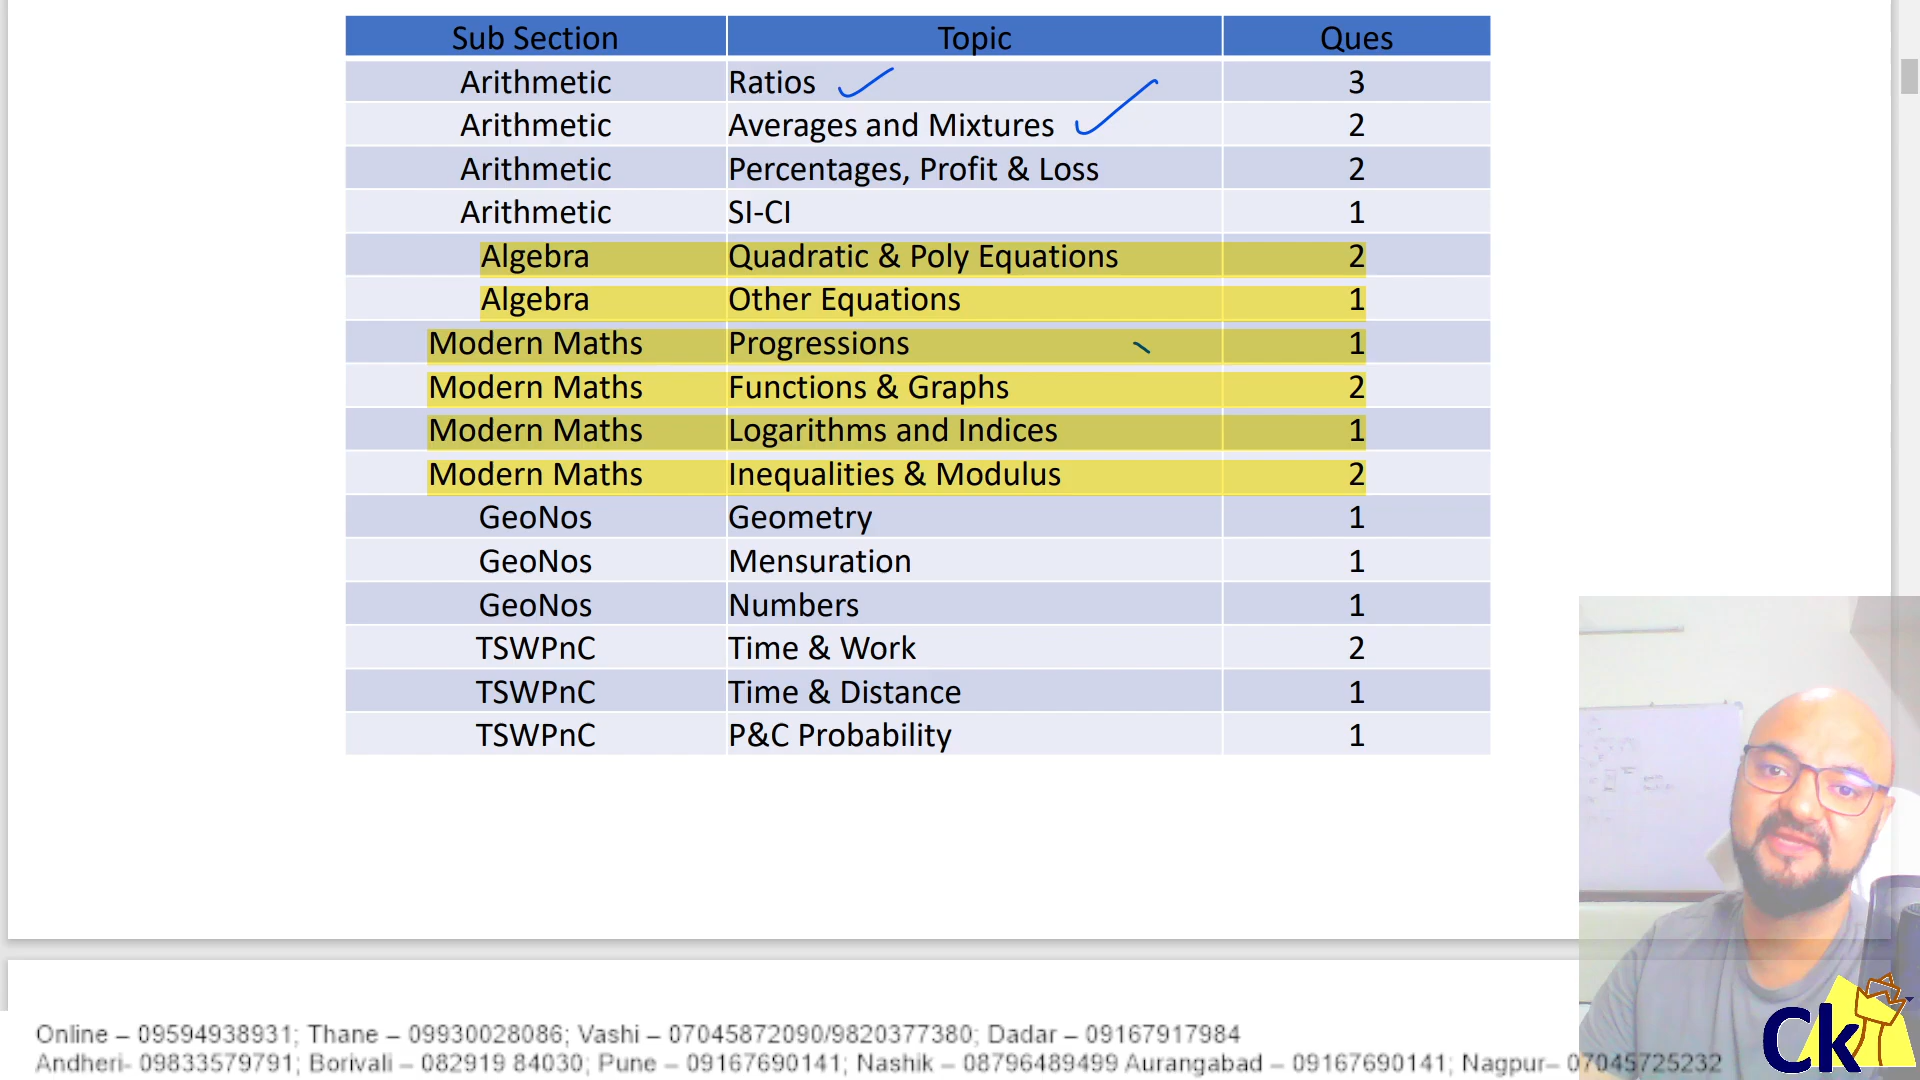 Sub Section Topic Ques
Arithmetic Ratios 3
Arithmetic Averages and Mixtures 2
Arithmetic Percentages, Profit & Loss 2
Arithmetic SI-CI 1
Algebra Quadratic & Poly Equations 2
Algebra Other Equations 1
Modern Maths Progressions 1
Modern Maths Functions & Graphs 2
Modern Maths Logarithms and Indices 1
Modern Maths Inequalities & Modulus 2
GeoNos Geometry 1
GeoNos Mensuration 1
GeoNos Numbers 1
TSWPnC Time & Work 2
TSWPnC Time & Distance 1
TSWPnC P&C Probability 1
Online – 09594938931; Thane – 09930028086; Vashi – 07045872090/9820377380; Dadar – 09167917984
Andheri- 09833579791; Borivali – 082919 84030; Pune – 09167690141; Nashik – 08796489499 Aurangabad – 09167690141; Nagpur– 07045725232
Ck